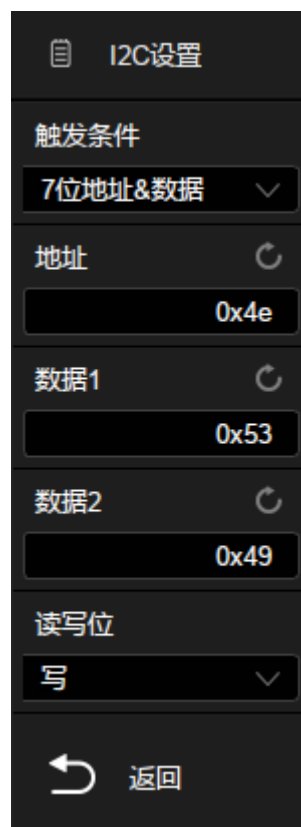 I2C设置
触发条件
7位地址&数据
地址
0x4e
数据1
0x53
数据2
0x49
读写位
写
返回